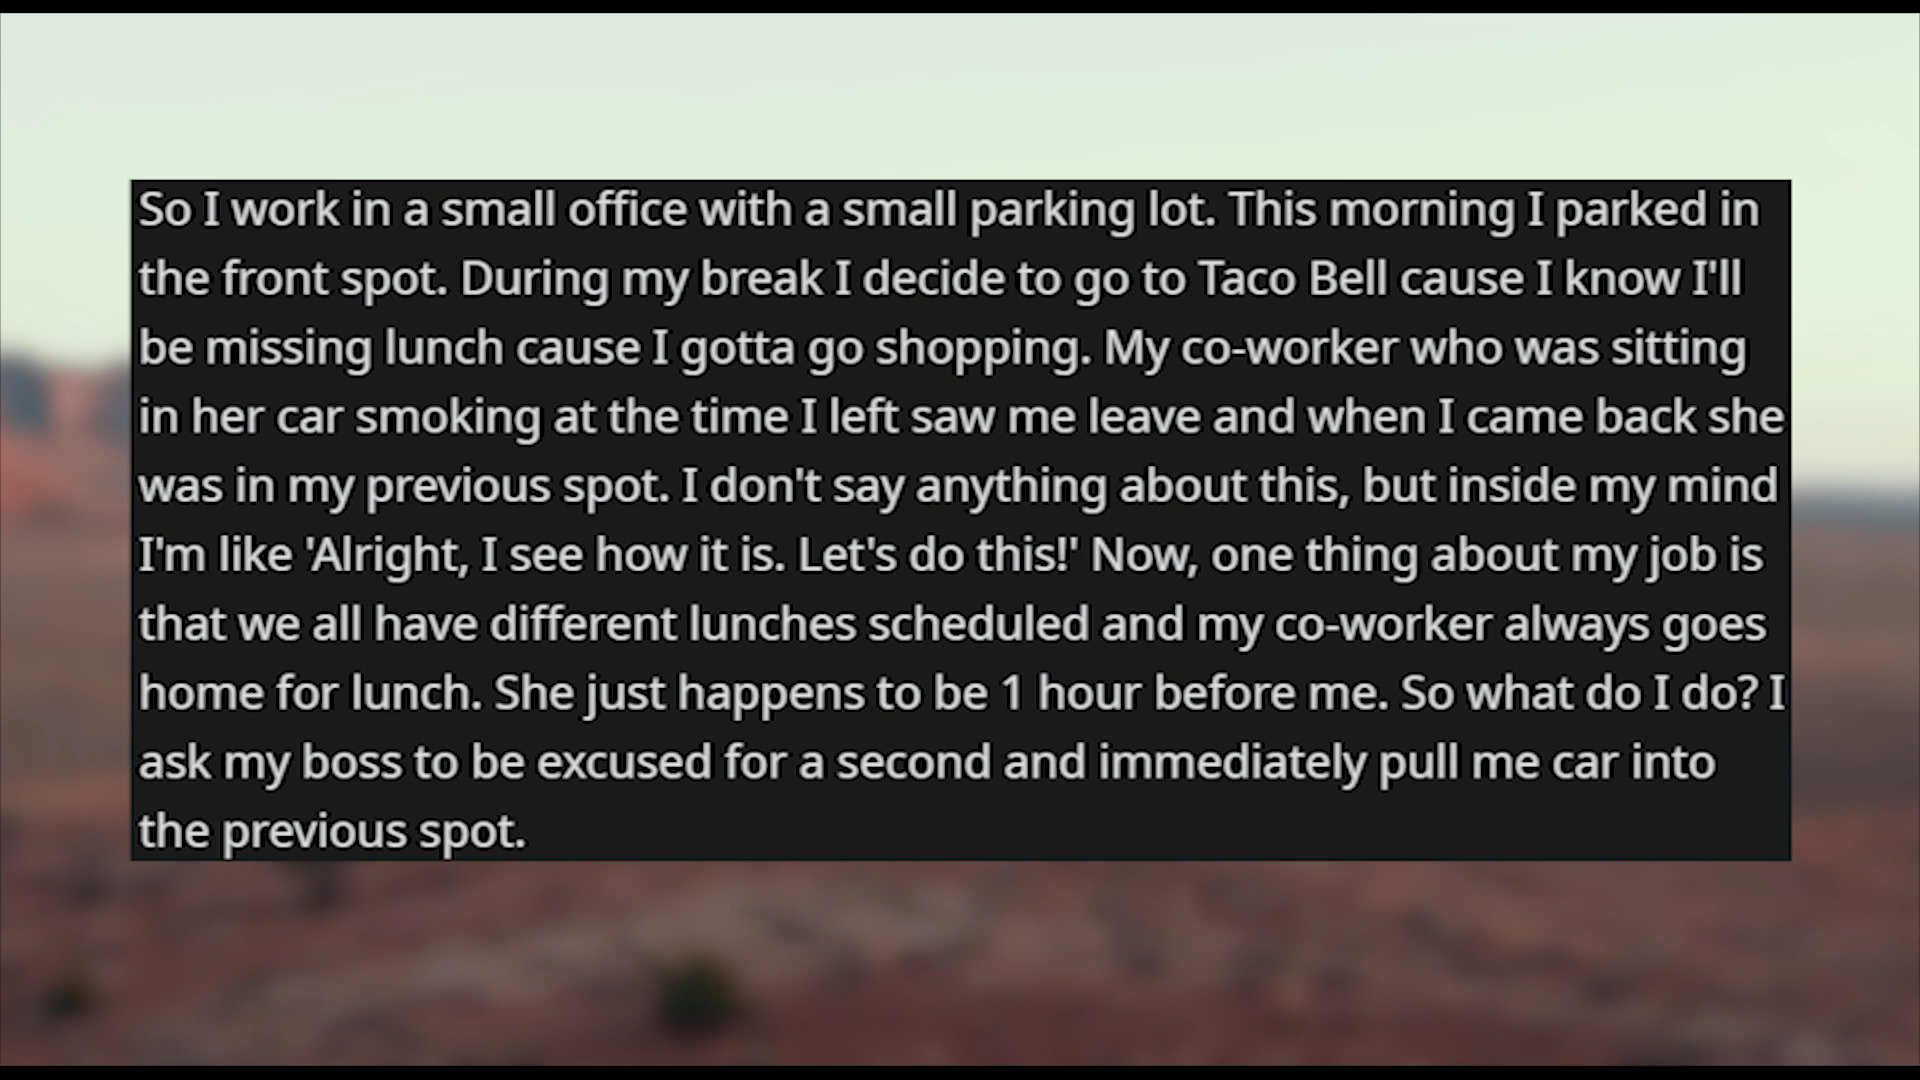 So I work in a small office with a small parking lot. This morning I parked in
the front spot. During my break I decide to go to Taco Bell cause I know I'll
be missing lunch cause I gotta go shopping. My co-worker who was sitting
in her car smoking at the time I left saw me leave and when I came back she
was in my previous spot. I don't say anything about this, but inside my mind
I'm like 'Alright, I see how it is. Let's do this!' Now, one thing about my job is
that we all have different lunches scheduled and my co-worker always goes
home for lunch. She just happens to be 1 hour before me. So what do I do? I
ask my boss to be excused for a second and immediately pull me car into
the previous spot.